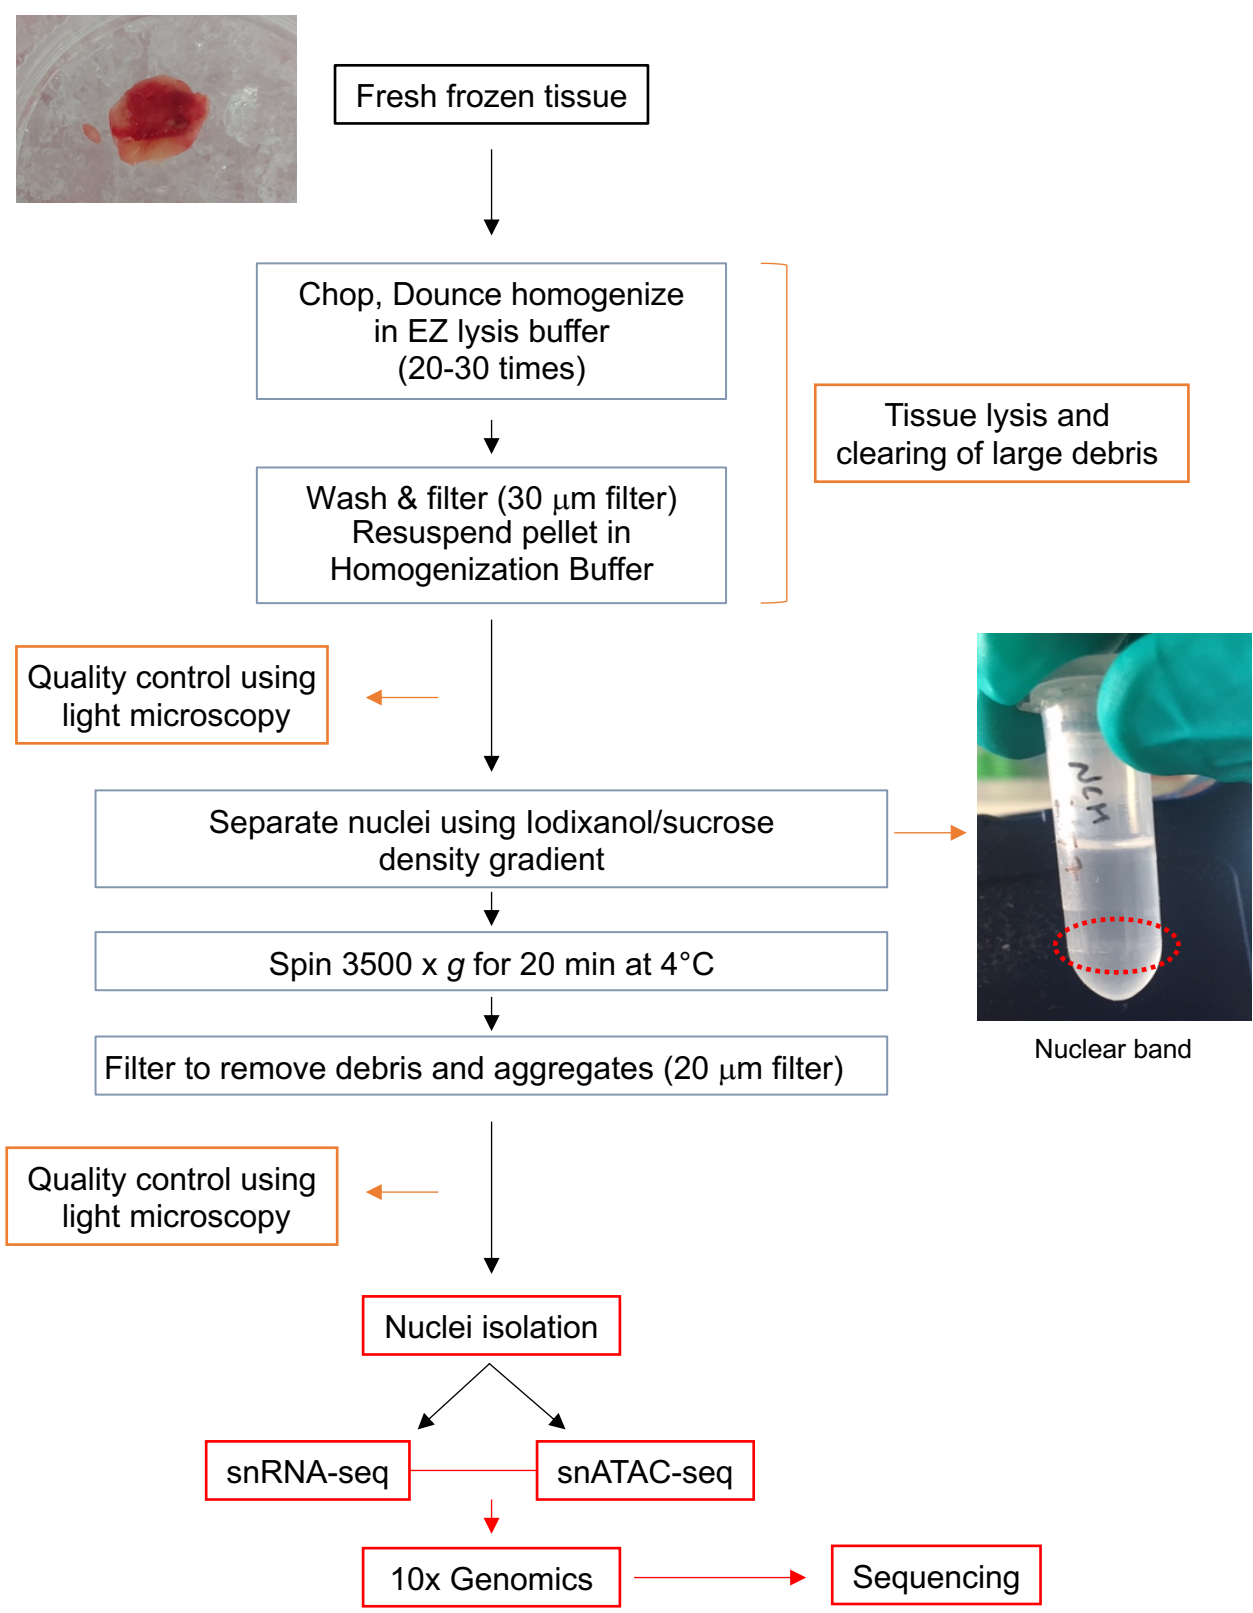 Fresh frozen tissue
Chop, Dounce homogenize
in EZ lysis buffer
(20-30 times)
Tissue lysis and
clearing of large debris
Wash & filter (30 μm filter)
Resuspend pellet in
Homogenization Buffer
Quality control using
light microscopy
NCH
Separate nuclei using Iodixanol/sucrose
density gradient
Spin 3500 x g for 20 min at 4°C
Nuclear band
Filter to remove debris and aggregates (20 μm filter)
Quality control using
light microscopy
Nuclei isolation
snRNA-seq
snATAC-seq
10x Genomics
Sequencing